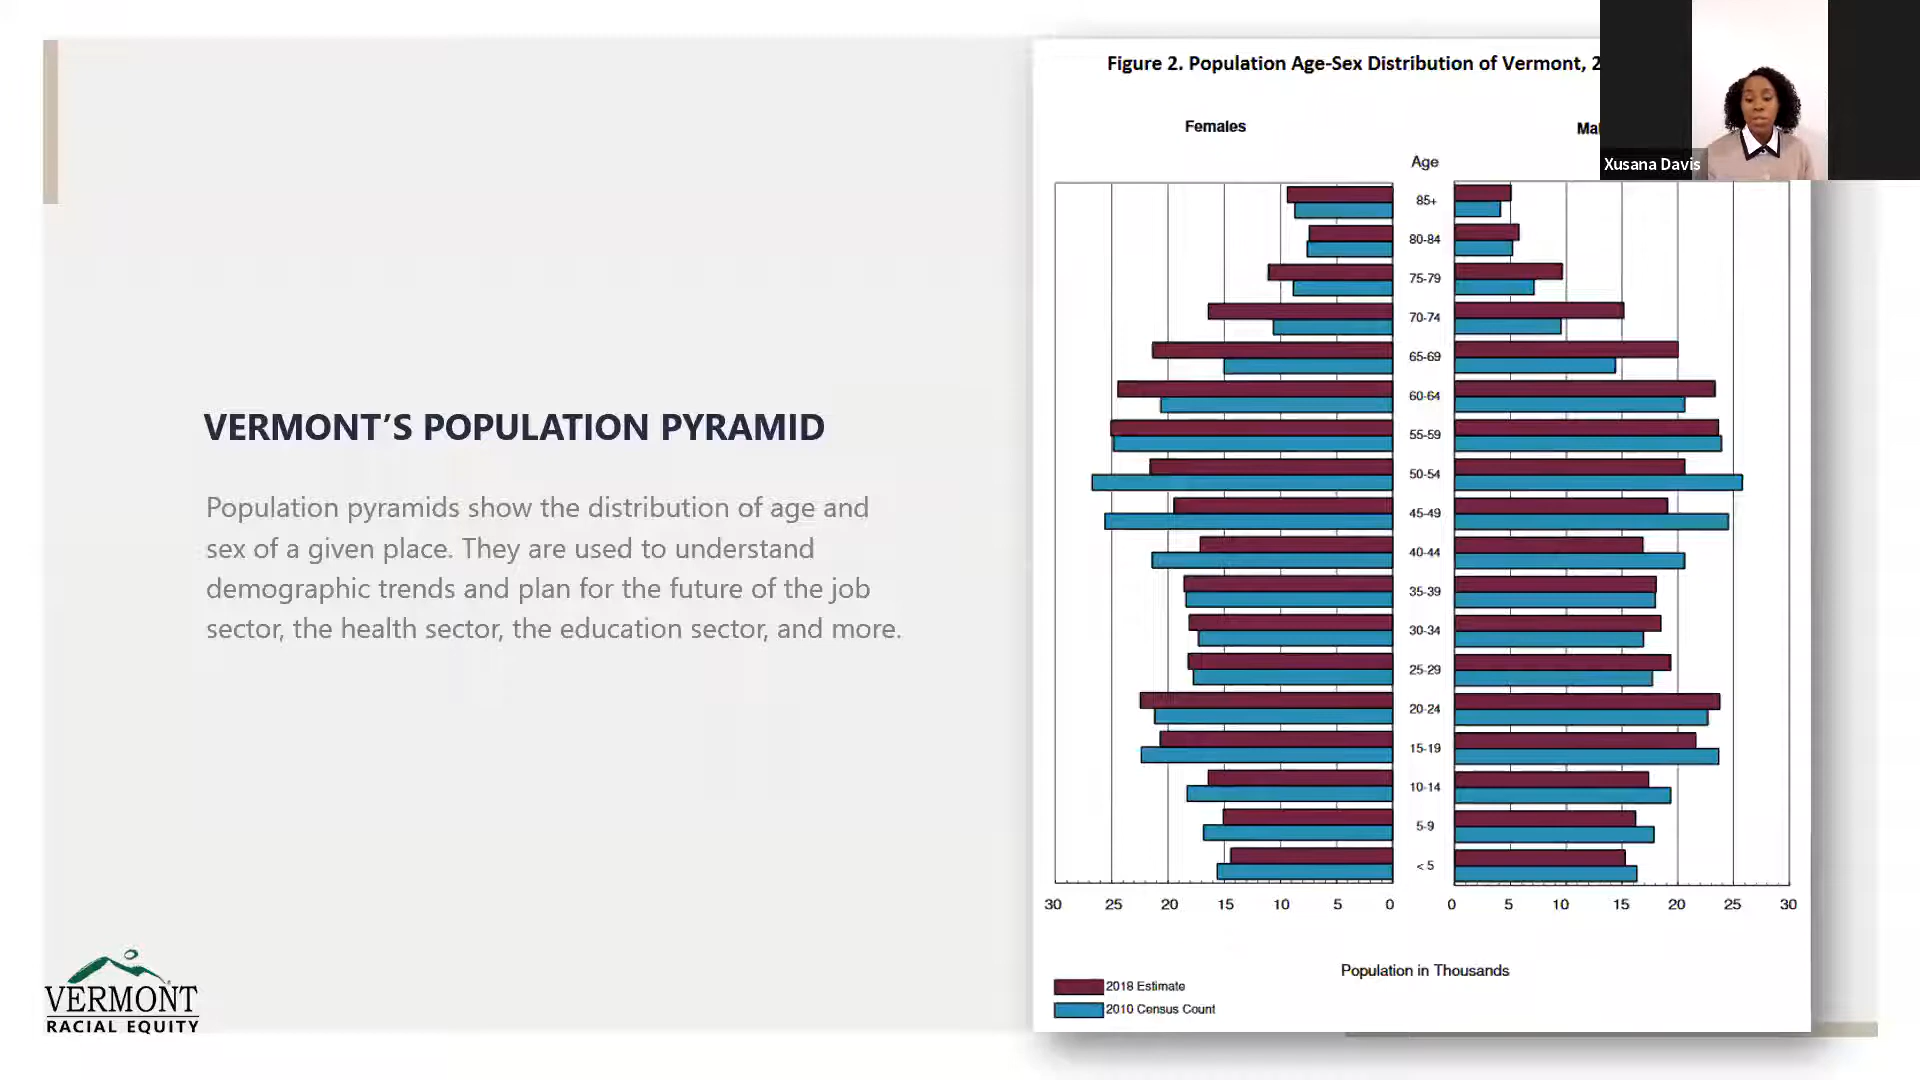 VERMONT’S POPULATION PYRAMID
Population pyramids show the distribution of age and
sex of a given place. They are used to understand
demographic trends and plan for the future of the job
sector, the health sector, the education sector, and more.
VERMONT
RACIAL EQUITY
Figure 2. Population Age-Sex Distribution of Vermont, 2
Females
Mal
Age
85+
80-84
75-79
70-74
65-69
60-64
55-59
50-54
45-49
40-44
35-39
30-34
25-29
20-24
15-19
10-14
5-9
< 5
30 25 20 15 10 5 0 0 5 10 15 20 25 30
Population in Thousands
2018 Estimate
2010 Census Count
Xusana Davis